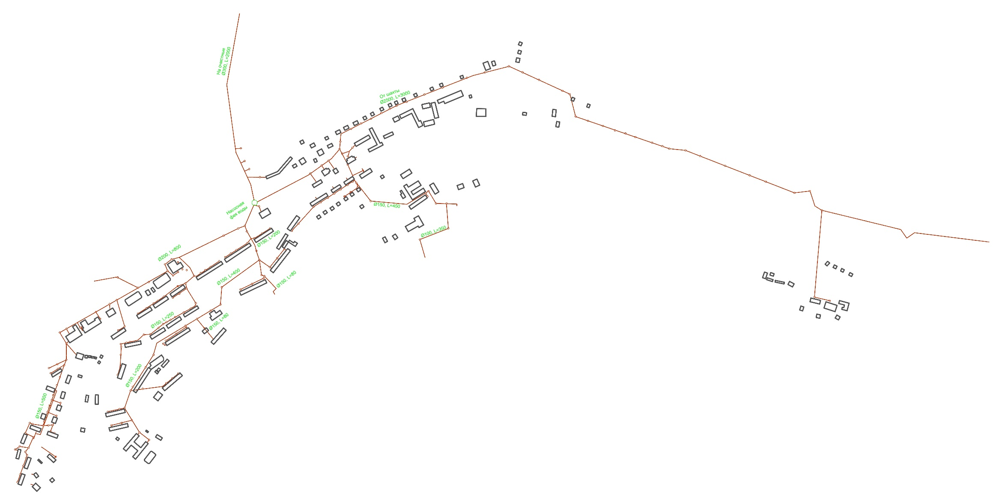 На очистные
Ø300, L=2000
От шахты
Ø2500, L=3000
Насосная
фек воды
Ø150, L=450
Ø100, L=350
Ø150, L=200
Ø200, L=800
Ø150, L=400
Ø150, L=80
Ø150, L=250
Ø150, L=80
Ø150, L=200
Ø150, L=500